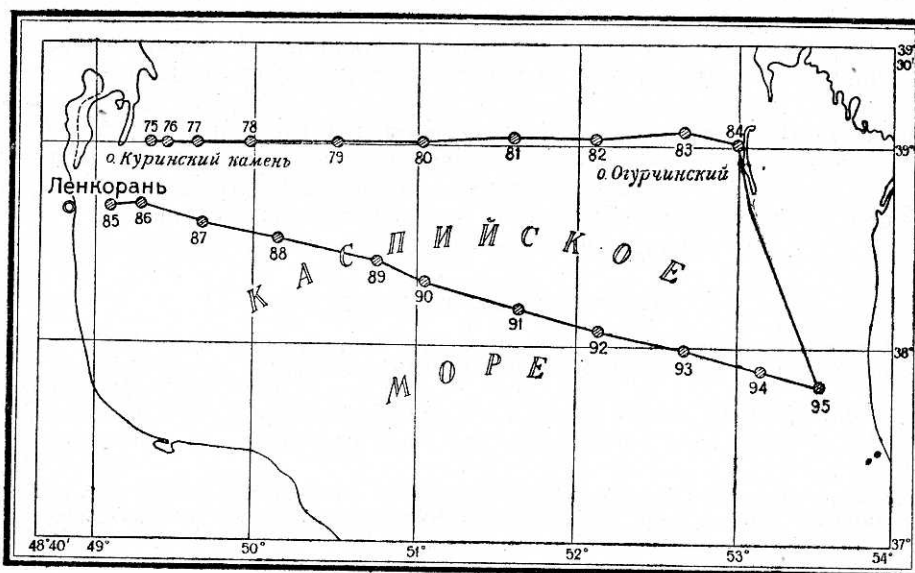 39°
30'
75 76 77 78 79 80 81 82 83 84
39°
о. Куринский камень
о. Огурчинский
Ленкорань
85 86 87 88 89 90 91 92 93 94 95
КАСПИЙСКОЕ
МОРЕ
38°
37°
48°40' 49° 50° 51° 52° 53° 54°